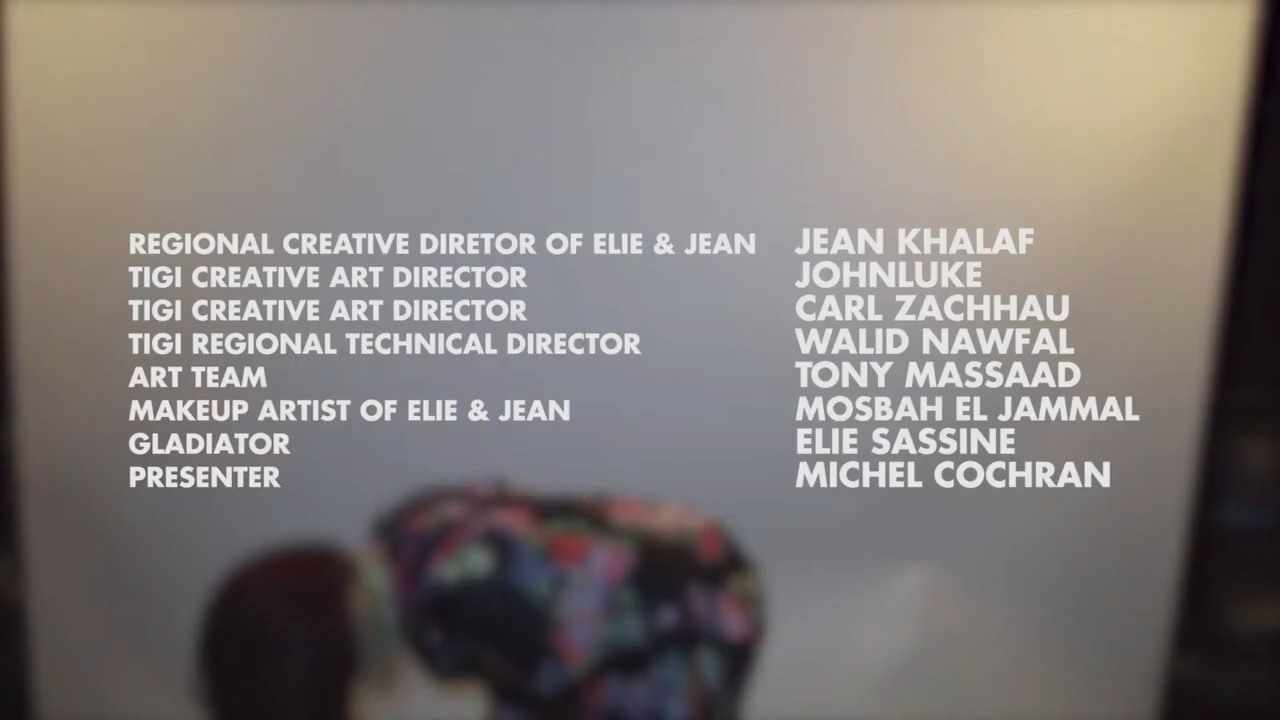 REGIONAL CREATIVE DIRETOR OF ELIE & JEAN JEAN KHALAF
TIGI CREATIVE ART DIRECTOR JOHNLUKE
TIGI CREATIVE ART DIRECTOR CARL ZACHHAU
TIGI REGIONAL TECHNICAL DIRECTOR WALID NAWFAL
ART TEAM TONY MASSAAD
MAKEUP ARTIST OF ELIE & JEAN MOSBAH EL JAMMAL
GLADIATOR ELIE SASSINE
PRESENTER MICHEL COCHRAN